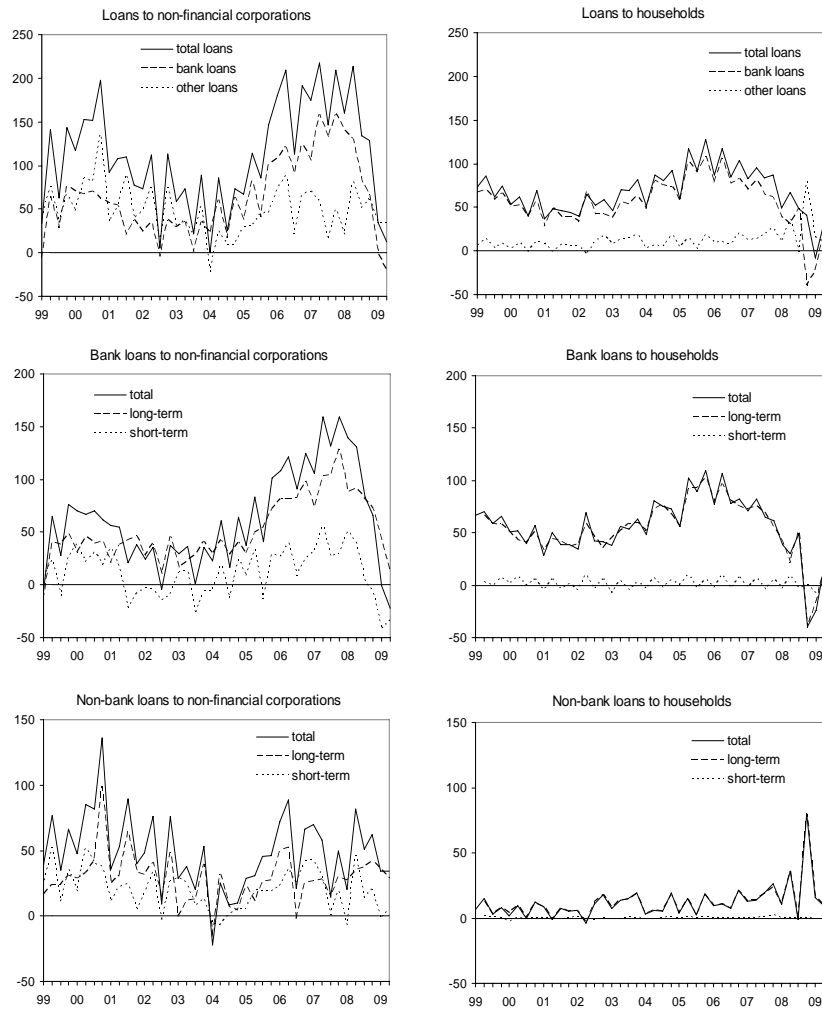 Loans to non-financial corporations
total loans
bank loans
other loans
250
200
150
100
50
0
-50
99 00 01 02 03 04 05 06 07 08 09
Loans to households
total loans
bank loans
other loans
250
200
150
100
50
0
-50
99 00 01 02 03 04 05 06 07 08 09
Bank loans to non-financial corporations
total
long-term
short-term
200
150
100
50
0
-50
99 00 01 02 03 04 05 06 07 08 09
Bank loans to households
total
long-term
short-term
200
150
100
50
0
-50
99 00 01 02 03 04 05 06 07 08 09
Non-bank loans to non-financial corporations
total
long-term
short-term
150
100
50
0
-50
99 00 01 02 03 04 05 06 07 08 09
Non-bank loans to households
total
long-term
short-term
150
100
50
0
-50
99 00 01 02 03 04 05 06 07 08 09